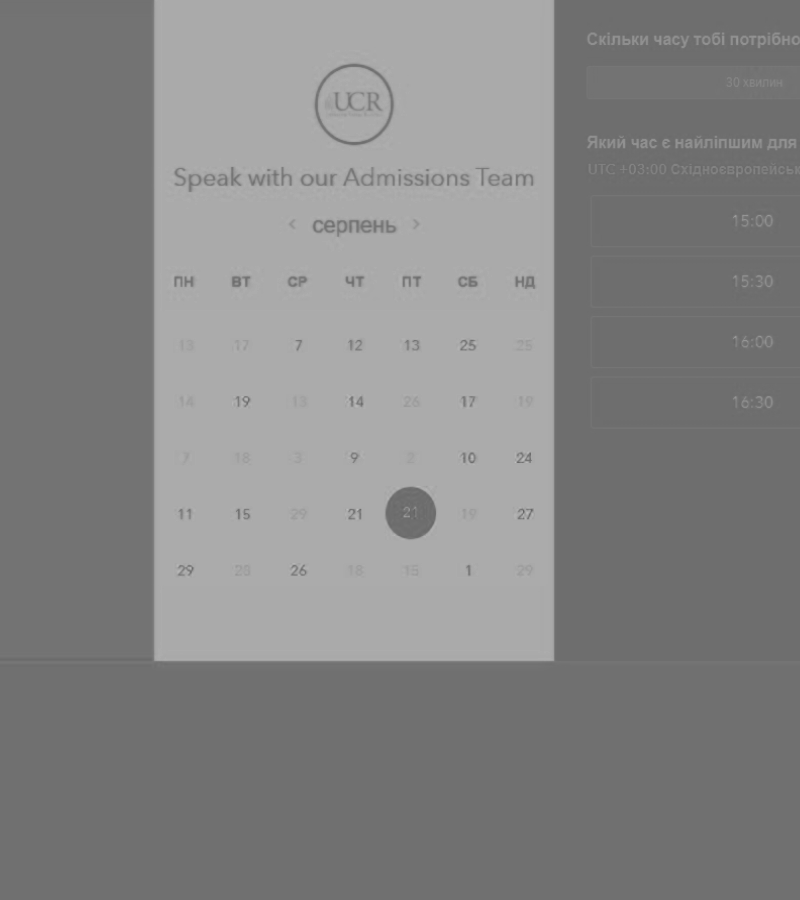 UCR
Speak with our Admissions Team
< серпень >
ПН ВТ СР ЧТ ПТ СБ НД
13 17 7 12 13 25 25
14 19 13 14 26 17 19
7 18 3 9 2 10 24
11 15 29 21 21 19 27
29 26 18 15 1 29
Скільки часу тобі потрібно
30 хвилин
Який час є найліпшим для
UTC +03:00 Східноєвропейськ
15:00
15:30
16:00
16:30